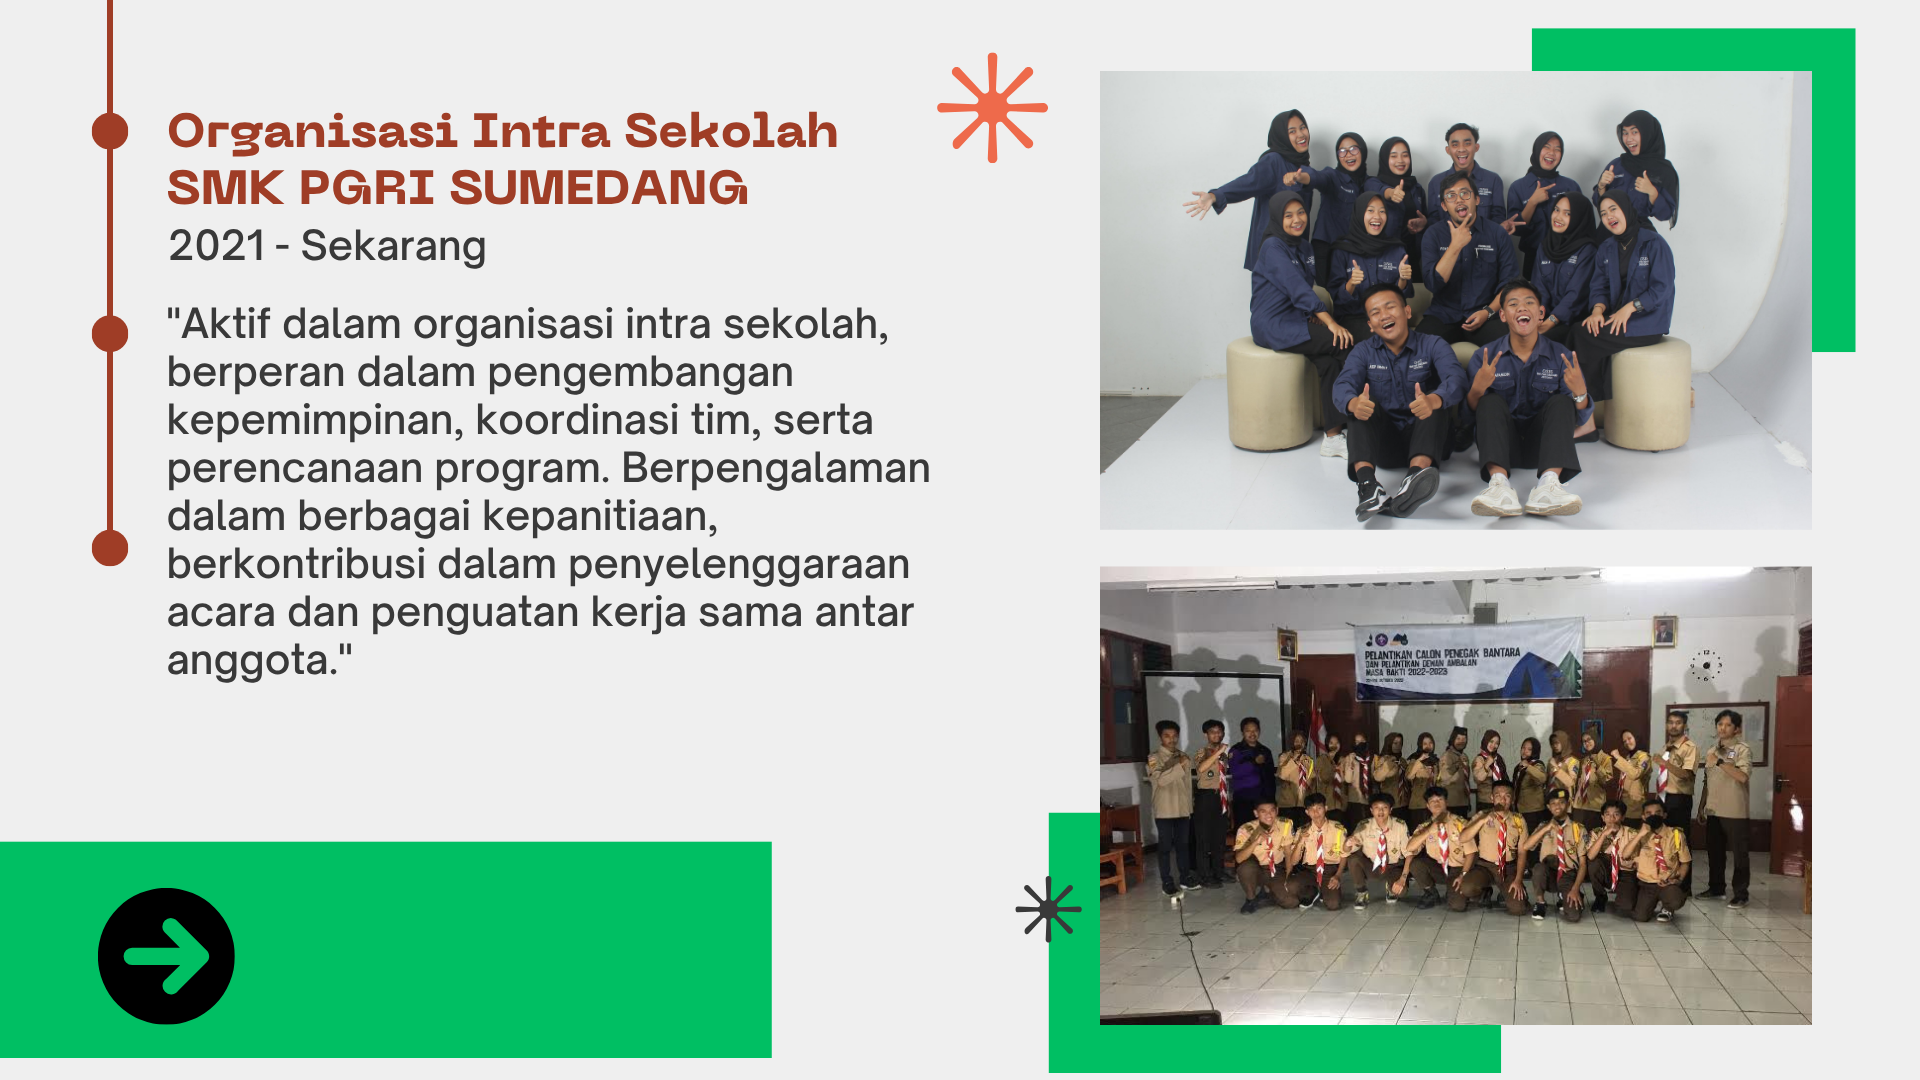 Organisasi Intra Sekolah
SMK PGRI SUMEDANG
2021 - Sekarang
"Aktif dalam organisasi intra sekolah,
berperan dalam pengembangan
kepemimpinan, koordinasi tim, serta
perencanaan program. Berpengalaman
dalam berbagai kepanitiaan,
berkontribusi dalam penyelenggaraan
acara dan penguatan kerja sama antar
anggota."
PELANTIKAN CALON PENEGAK BANTARA
DAN PELANTIKAN DEWAN AMBALAN
MASA BAKTI 2022-2023